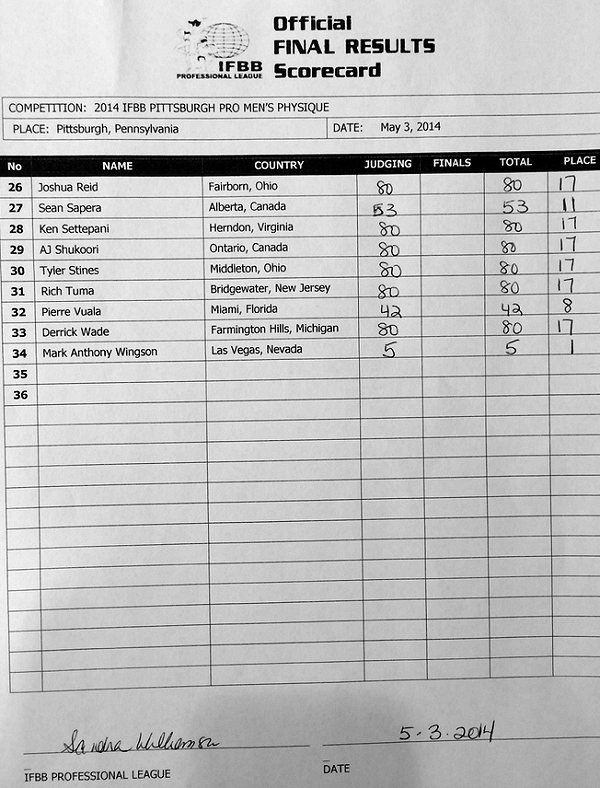 Official
FINAL RESULTS
Scorecard
IFBB
PROFESSIONAL LEAGUE
COMPETITION: 2014 IFBB PITTSBURGH PRO MEN'S PHYSIQUE
PLACE: Pittsburgh, Pennsylvania DATE: May 3, 2014
No NAME COUNTRY JUDGING FINALS TOTAL PLACE
26 Joshua Reid Fairborn, Ohio 80 80 17
27 Sean Sapera Alberta, Canada 53 53 11
28 Ken Settepani Herndon, Virginia 80 80 17
29 AJ Shukoori Ontario, Canada 80 80 17
30 Tyler Stines Middleton, Ohio 80 80 17
31 Rich Tuma Bridgewater, New Jersey 80 80 17
32 Pierre Vuala Miami, Florida 42 42 8
33 Derrick Wade Farmington Hills, Michigan 80 80 17
34 Mark Anthony Wingson Las Vegas, Nevada 5 5 1
35
36
Sandra Williamson 5-3-2014
IFBB PROFESSIONAL LEAGUE DATE